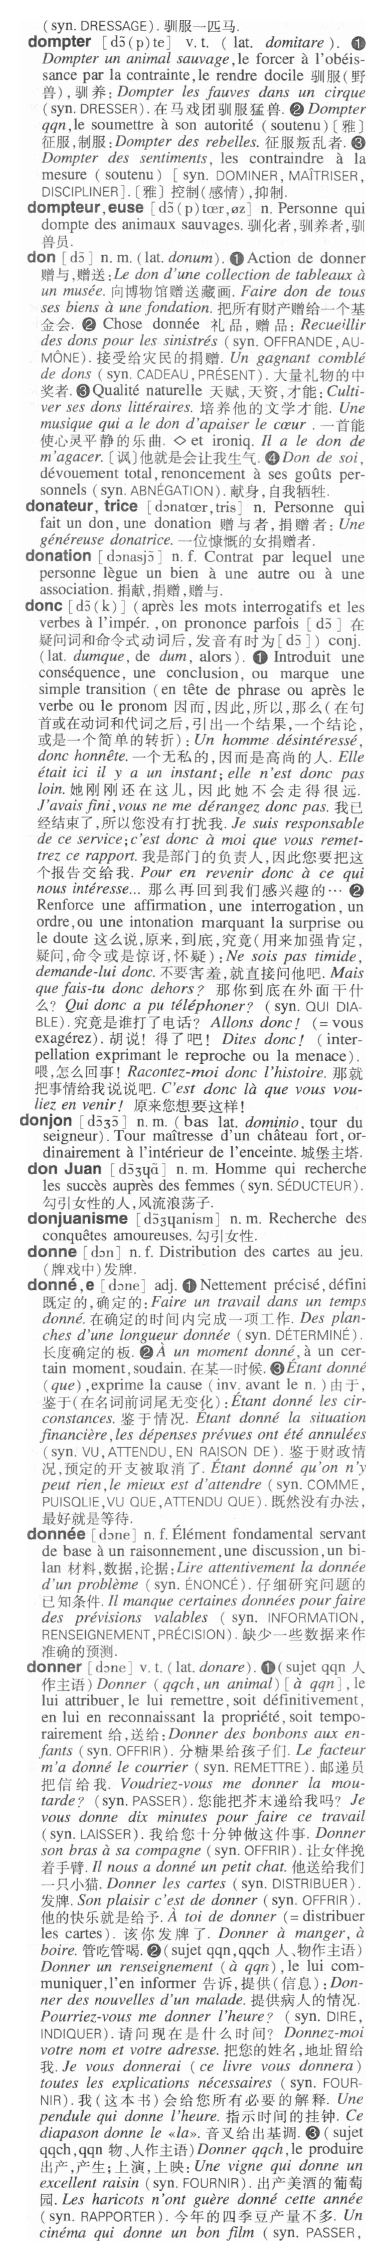 (syn. DRESSAGE). 驯服一匹马.
dompter [dɔ̃(p)te] v. t. ( lat. domitare ). ❶
Dompter un animal sauvage, le forcer à l'obéis-
sance par la contrainte, le rendre docile 驯服(野
兽), 驯养: Dompter les fauves dans un cirque
(syn. DRESSER). 在马戏团驯服猛兽. ❷ Dompter
qqn, le soumettre à son autorité ( soutenu)〔雅〕
征服,制服: Dompter des rebelles. 征服叛乱者. ❸
Dompter des sentiments, les contraindre à la
mesure ( soutenu) [ syn. DOMINER, MAÎTRISER,
DISCIPLINER].〔雅〕控制(感情),抑制.
dompteur, euse [dɔ̃(p)tœr, øz] n. Personne qui
dompte des animaux sauvages. 驯化者,驯养者,驯
兽员.
don [dɔ̃] n. m. (lat. donum). ❶ Action de donner
赠与,赠送: Le don d'une collection de tableaux à
un musée. 向博物馆赠送藏画. Faire don de tous
ses biens à une fondation. 把所有财产赠给一个基
金会. ❷ Chose donnée 礼品, 赠品: Recueillir
des dons pour les sinistrés (syn. OFFRANDE, AU-
MÔNE). 接受给灾民的捐赠. Un gagnant comblé
de dons (syn. CADEAU, PRÉSENT). 大量礼物的中
奖者. ❸ Qualité naturelle 天赋,天资,才能: Culti-
ver ses dons littéraires. 培养他的文学才能. Une
musique qui a le don d'apaiser le cœur . 一首能
使心灵平静的乐曲. ◇ et ironiq. Il a le don de
m'agacer.〔讽〕他就是会让我生气. ❹ Don de soi,
dévouement total, renoncement à ses goûts per-
sonnels (syn. ABNÉGATION). 献身,自我牺牲.
donateur, trice [dɔnatœr, tris] n. Personne qui
fait un don, une donation 赠与者,捐赠者: Une
généreuse donatrice. 一位慷慨的女捐赠者.
donation [dɔnasjɔ̃] n. f. Contrat par lequel une
personne lègue un bien à une autre ou à une
association. 捐献,捐赠,赠与.
donc [dɔ̃(k)] (après les mots interrogatifs et les
verbes à l'impér. , on prononce parfois [dɔ̃] 在
疑问词和命令式动词后,发音有时为[dɔ̃]) conj.
(lat. dumque, de dum, alors). ❶ Introduit une
conséquence, une conclusion, ou marque une
simple transition (en tête de phrase ou après le
verbe ou le pronom 因而,因此,所以,那么(在句
首或在动词和代词之后,引出一个结果,一个结论,
或是一个简单的转折): Un homme désintéressé,
donc honnête. 一个无私的,因而是高尚的人. Elle
était ici il y a un instant; elle n'est donc pas
loin. 她刚刚还在这儿, 因此她不会走得很远.
J'avais fini, vous ne me dérangez donc pas. 我已
经结束了,所以您没有打扰我. Je suis responsable
de ce service; c'est donc à moi que vous remet-
trez ce rapport. 我是部门的负责人,因此您要把这
个报告交给我. Pour en revenir donc à ce qui
nous intéresse... 那么再回到我们感兴趣的… ❷
Renforce une affirmation, une interrogation, un
ordre, ou une intonation marquant la surprise ou
le doute 这么说,原来,到底,究竟(用来加强肯定,
疑问,命令或是惊讶,怀疑): Ne sois pas timide,
demande-lui donc. 不要害羞,就直接问他吧. Mais
que fais-tu donc dehors? 那你到底在外面干什
么? Qui donc a pu téléphoner? (syn. QUI DIA-
BLE). 究竟是谁打了电话? Allons donc! (= vous
exagérez). 胡说! 得了吧! Dites donc! ( inter-
pellation exprimant le reproche ou la menace).
喂,怎么回事! Racontez-moi donc l'histoire. 那就
把事情给我说说吧. C'est donc là que vous vou-
liez en venir! 原来您想要这样!
donjon [dɔ̃ʒɔ̃] n. m. ( bas lat. dominio, tour du
seigneur). Tour maîtresse d'un château fort, or-
dinairement à l'intérieur de l'enceinte. 城堡主塔.
don Juan [dɔ̃ʒɥɑ̃] n. m. Homme qui recherche
les succès auprès des femmes (syn. SÉDUCTEUR).
勾引女性的人,风流浪荡子.
donjuanisme [dɔ̃ʒɥanism] n. m. Recherche des
conquêtes amoureuses. 勾引女性.
donne [dɔn] n. f. Distribution des cartes au jeu.
(牌戏中)发牌.
donné, e [dɔne] adj. ❶ Nettement précisé, défini
既定的,确定的: Faire un travail dans un temps
donné. 在确定的时间内完成一项工作. Des plan-
ches d'une longueur donnée (syn. DÉTERMINÉ).
长度确定的板. ❷ À un moment donné, à un cer-
tain moment, soudain. 在某一时候. ❸ Étant donné
(que), exprime la cause (inv. avant le n. ) 由于,
鉴于(在名词前词尾无变化): Étant donné les cir-
constances. 鉴于情况. Étant donné la situation
financière, les dépenses prévues ont été annulées
(syn. VU, ATTENDU, EN RAISON DE). 鉴于财政情
况,预定的开支被取消了. Étant donné qu'on n'y
peut rien, le mieux est d'attendre (syn. COMME,
PUISQLIE, VU QUE, ATTENDU QUE). 既然没有办法,
最好就是等待.
donnée [dɔne] n. f. Élément fondamental servant
de base à un raisonnement, une discussion, un bi-
lan 材料,数据,论据: Lire attentivement la donnée
d'un problème (syn. ÉNONCÉ). 仔细研究问题的
已知条件. Il manque certaines données pour faire
des prévisions valables ( syn. INFORMATION,
RENSEIGNEMENT, PRÉCISION). 缺少一些数据来作
准确的预测.
donner [dɔne] v. t. (lat. donare). ❶ (sujet qqn 人
作主语) Donner (qqch, un animal) [à qqn], le
lui attribuer, le lui remettre, soit définitivement,
en lui en reconnaissant la propriété, soit tempo-
rairement 给,送给: Donner des bonbons aux en-
fants (syn. OFFRIR). 分糖果给孩子们. Le facteur
m'a donné le courrier (syn. REMETTRE). 邮递员
把信给我. Voudriez-vous me donner la mou-
tarde? (syn. PASSER). 您能把芥末递给我吗? Je
vous donne dix minutes pour faire ce travail
(syn. LAISSER). 我给您十分钟做这件事. Donner
son bras à sa compagne (syn. OFFRIR). 让女伴挽
着手臂. Il nous a donné un petit chat. 他送给我们
一只小猫. Donner les cartes (syn. DISTRIBUER).
发牌. Son plaisir c'est de donner (syn. OFFRIR).
他的快乐就是给予. À toi de donner (= distribuer
les cartes). 该你发牌了. Donner à manger, à
boire. 管吃管喝. ❷ (sujet qqn, qqch 人、物作主语)
Donner un renseignement (à qqn), le lui com-
muniquer, l'en informer 告诉,提供(信息): Don-
ner des nouvelles d'un malade. 提供病人的情况.
Pourriez-vous me donner l'heure? (syn. DIRE,
INDIQUER). 请问现在是什么时间? Donnez-moi
votre nom et votre adresse. 把您的姓名,地址留给
我. Je vous donnerai (ce livre vous donnera)
toutes les explications nécessaires (syn. FOUR-
NIR). 我(这本书)会给您所有必要的解释. Une
pendule qui donne l'heure. 指示时间的挂钟. Ce
diapason donne le «la». 音叉给出基调. ❸ (sujet
qqch, qqn 物、人作主语) Donner qqch, le produire
出产,产生; 上演,上映: Une vigne qui donne un
excellent raisin (syn. FOURNIR). 出产美酒的葡萄
园. Les haricots n'ont guère donné cette année
(syn. RAPPORTER). 今年的四季豆产量不多. Un
cinéma qui donne un bon film (syn. PASSER,